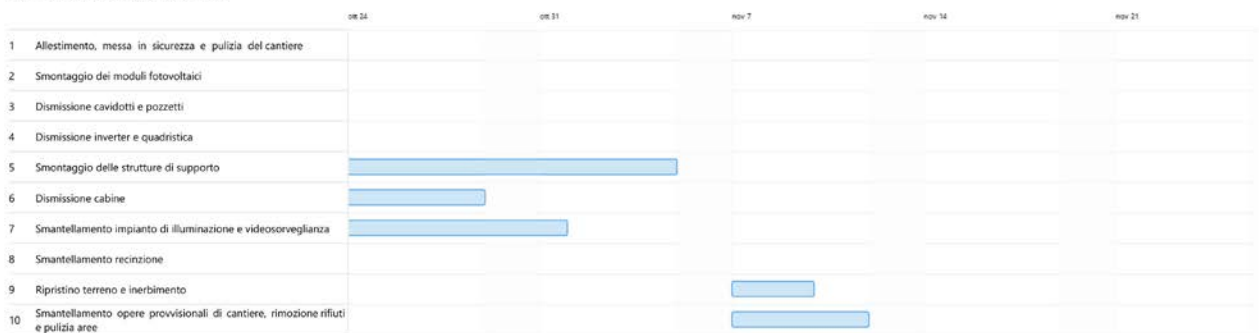 ott 24 ott 31 nov 7 nov 14 nov 21
1 Allestimento, messa in sicurezza e pulizia del cantiere
2 Smontaggio dei moduli fotovoltaici
3 Dismissione cavidotti e pozzetti
4 Dismissione inverter e quadristica
5 Smontaggio delle strutture di supporto
6 Dismissione cabine
7 Smantellamento impianto di illuminazione e videosorveglianza
8 Smantellamento recinzione
9 Ripristino terreno e inerbimento
10 Smantellamento opere provvisionali di cantiere, rimozione rifiuti
e pulizia aree